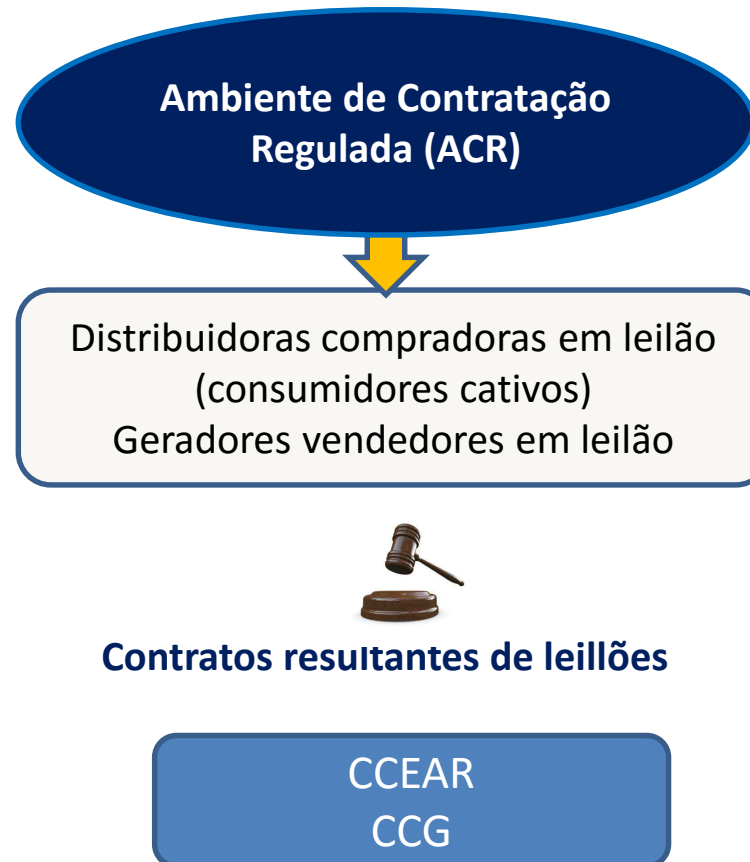 Ambiente de Contratação
Regulada (ACR)
Distribuidoras compradoras em leilão
(consumidores cativos)
Geradores vendedores em leilão
Contratos resultantes de leillões
CCEAR
CCG